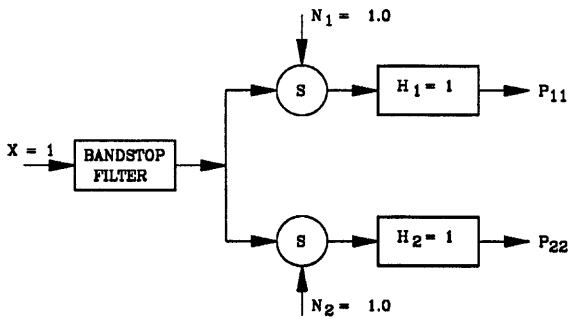 N₁ = 1.0
S
H₁ = 1
P₁₁
X = 1
BANDSTOP
FILTER
S
H₂ = 1
P₂₂
N₂ = 1.0